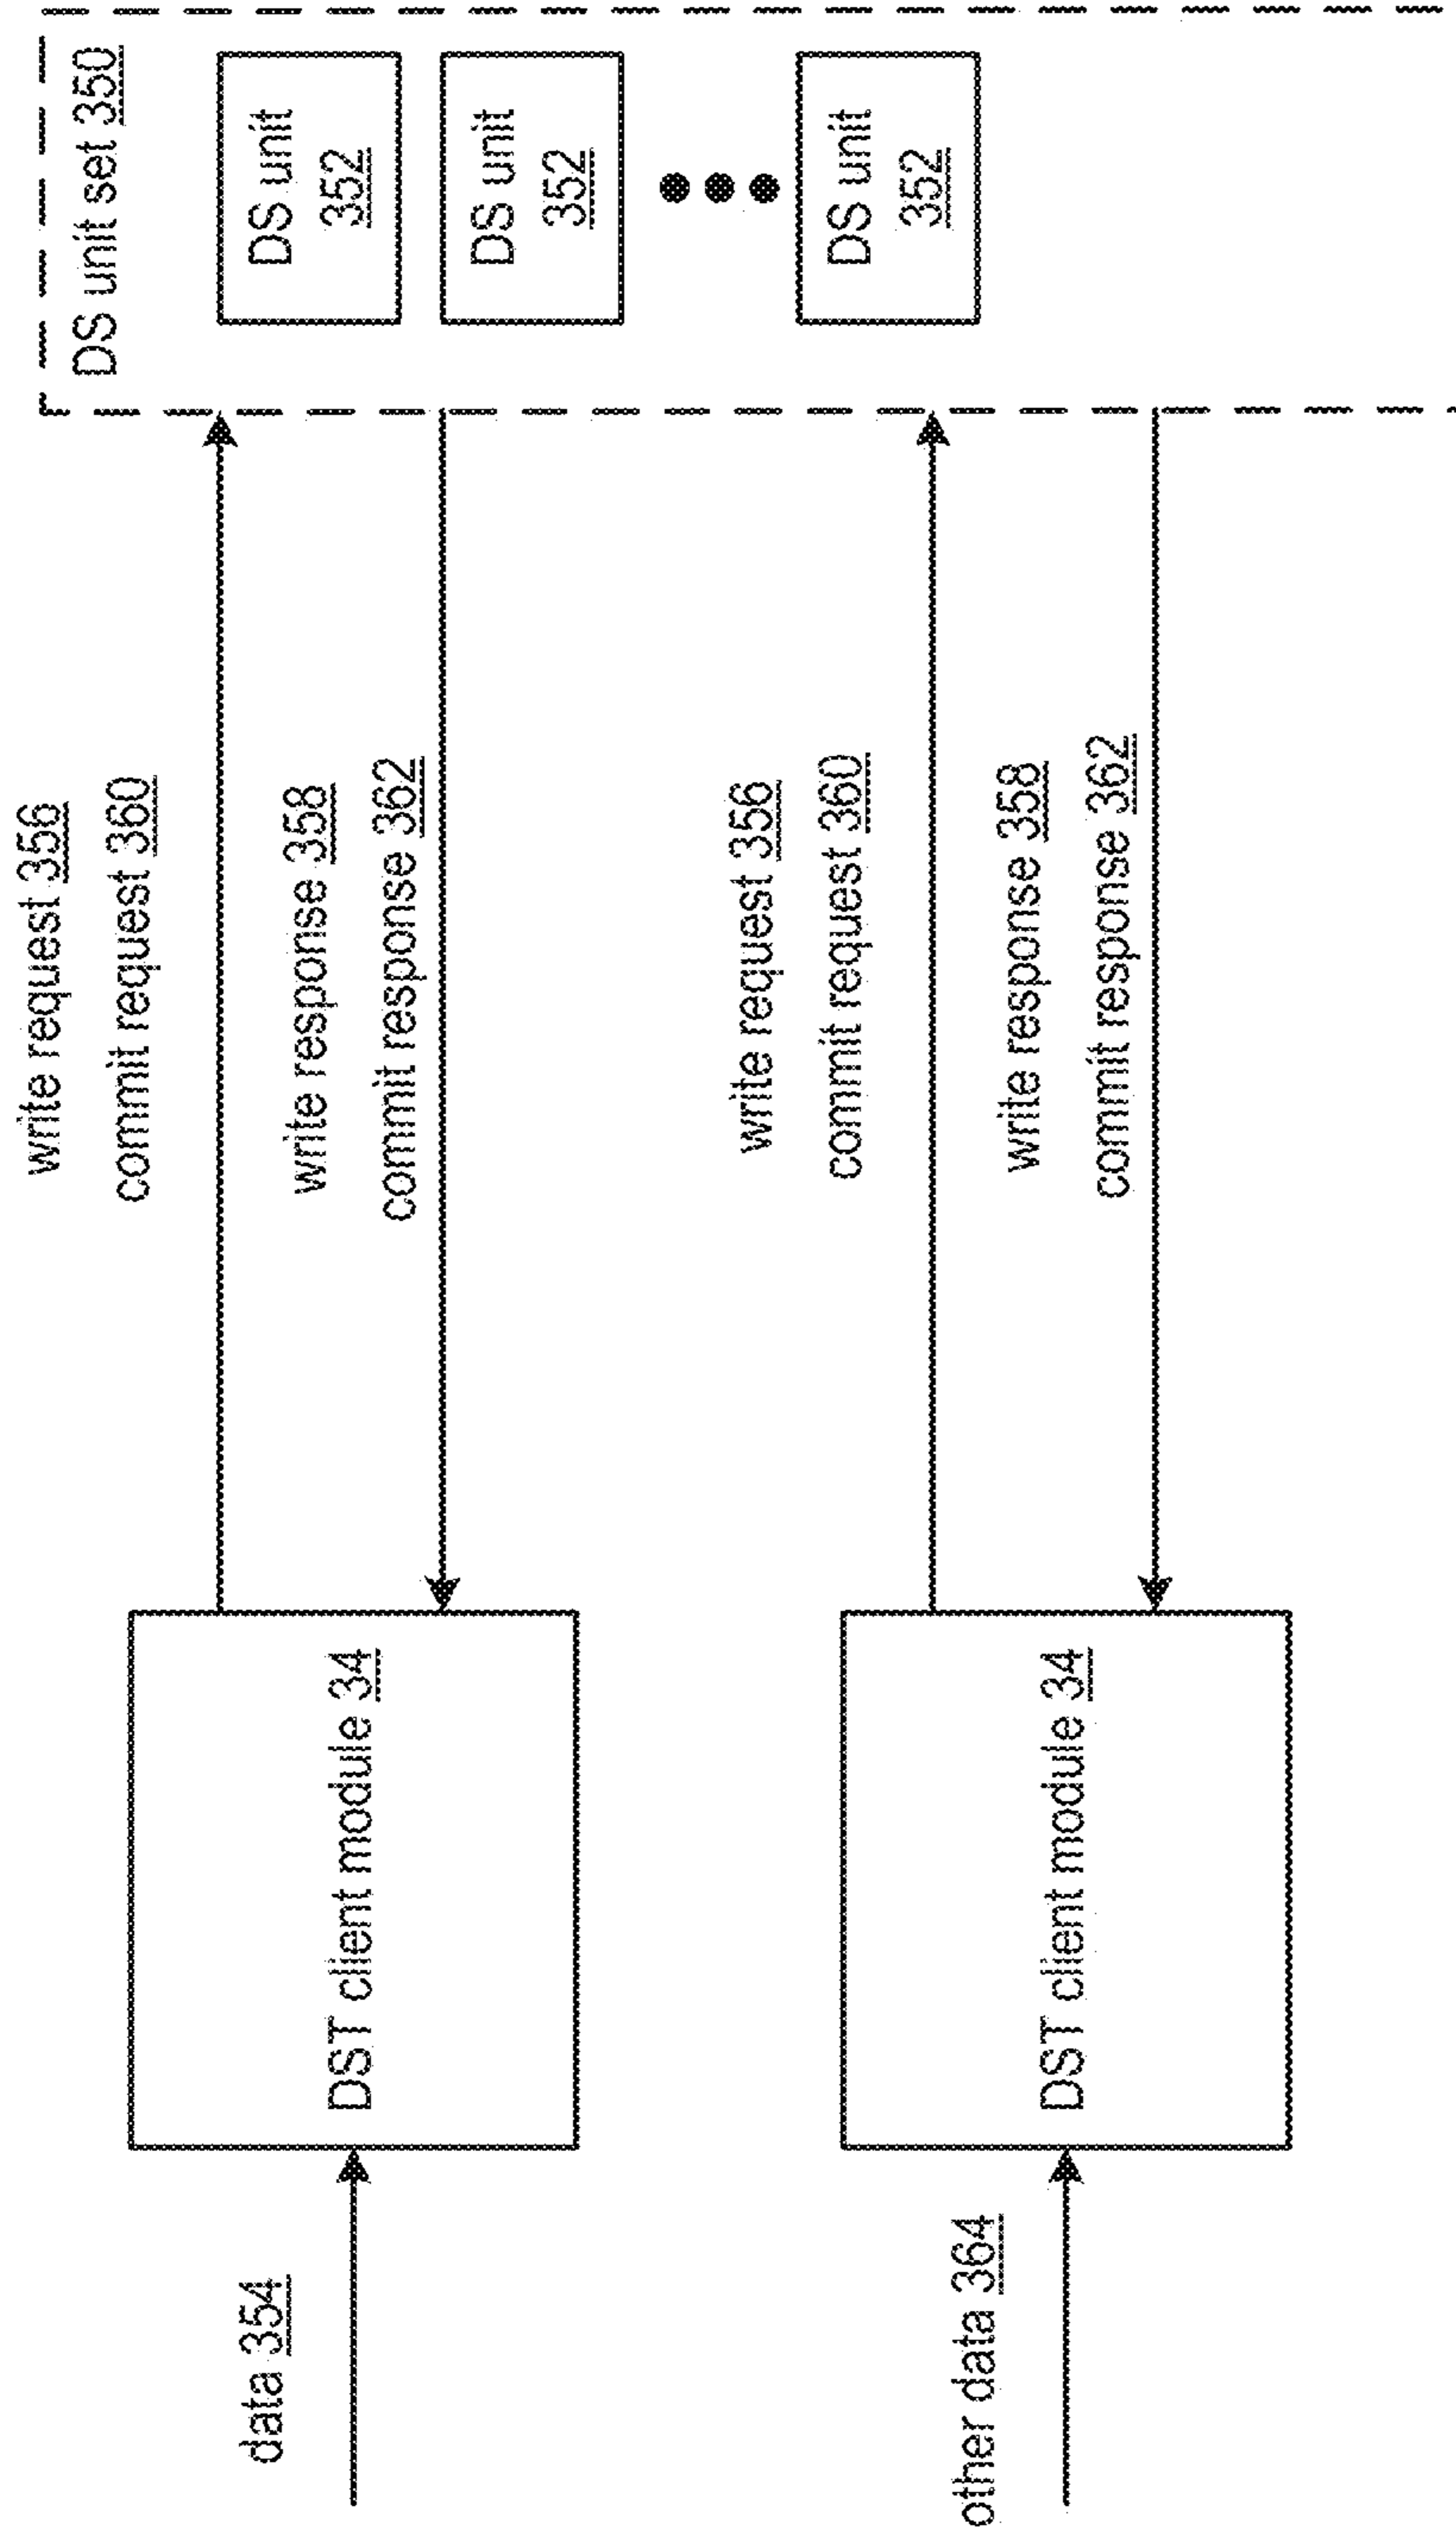 data 354
DST client module 34
write request 356
commit request 360
write response 358
commit response 362
DS unit set 350
DS unit
352
DS unit
352
DS unit
352
other data 364
DST client module 34
write request 356
commit request 360
write response 358
commit response 362